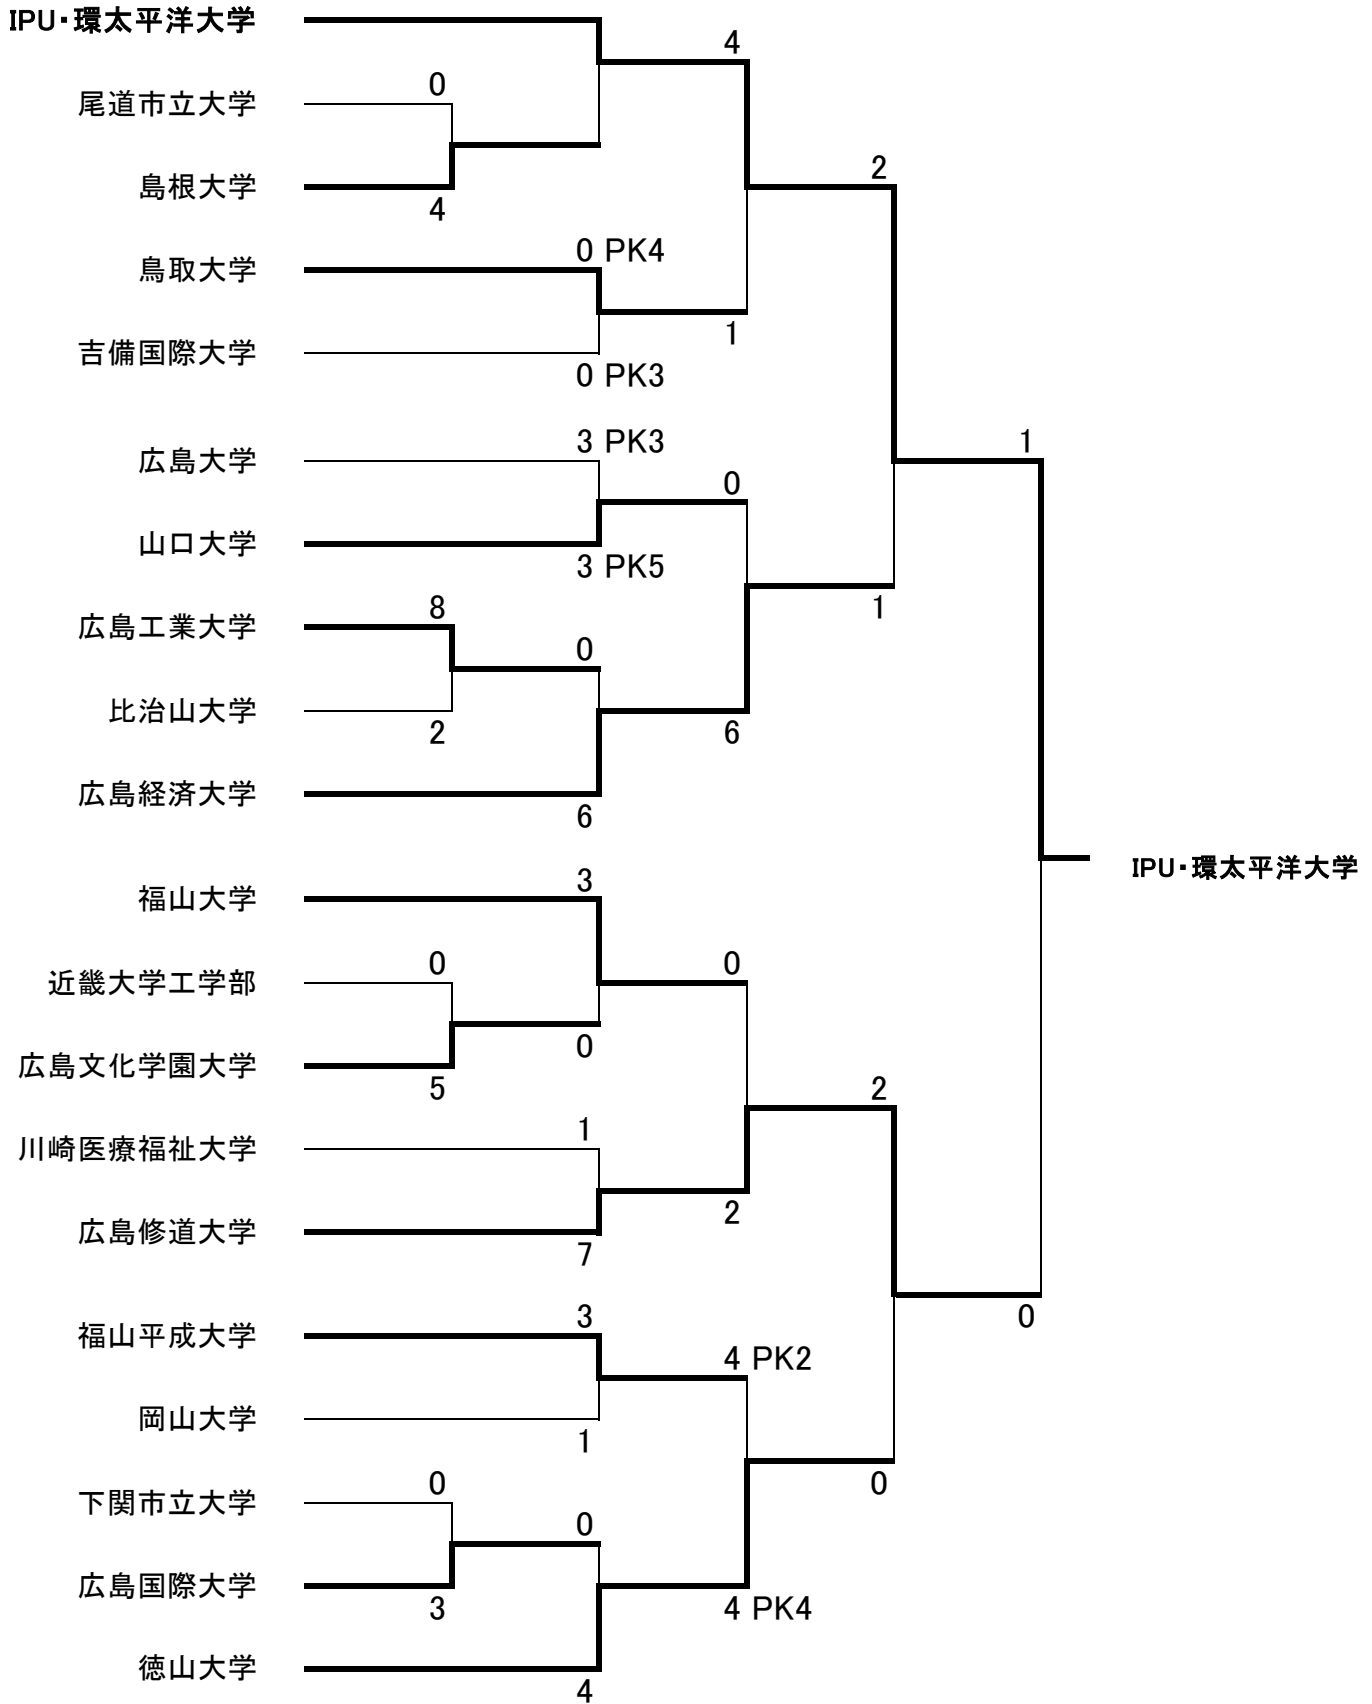 IPU・環太平洋大学
4
0
尾道市立大学
2
島根大学
4
0 PK4
鳥取大学
1
吉備国際大学
0 PK3
3 PK3
1
広島大学
0
山口大学
3 PK5
8
1
広島工業大学
0
比治山大学
2
6
広島経済大学
6
IPU・環太平洋大学
3
福山大学
0
0
近畿大学工学部
0
広島文化学園大学
5
2
1
川崎医療福祉大学
2
広島修道大学
7
3
0
福山平成大学
4 PK2
岡山大学
1
0
0
下関市立大学
0
広島国際大学
3
4 PK4
徳山大学
4